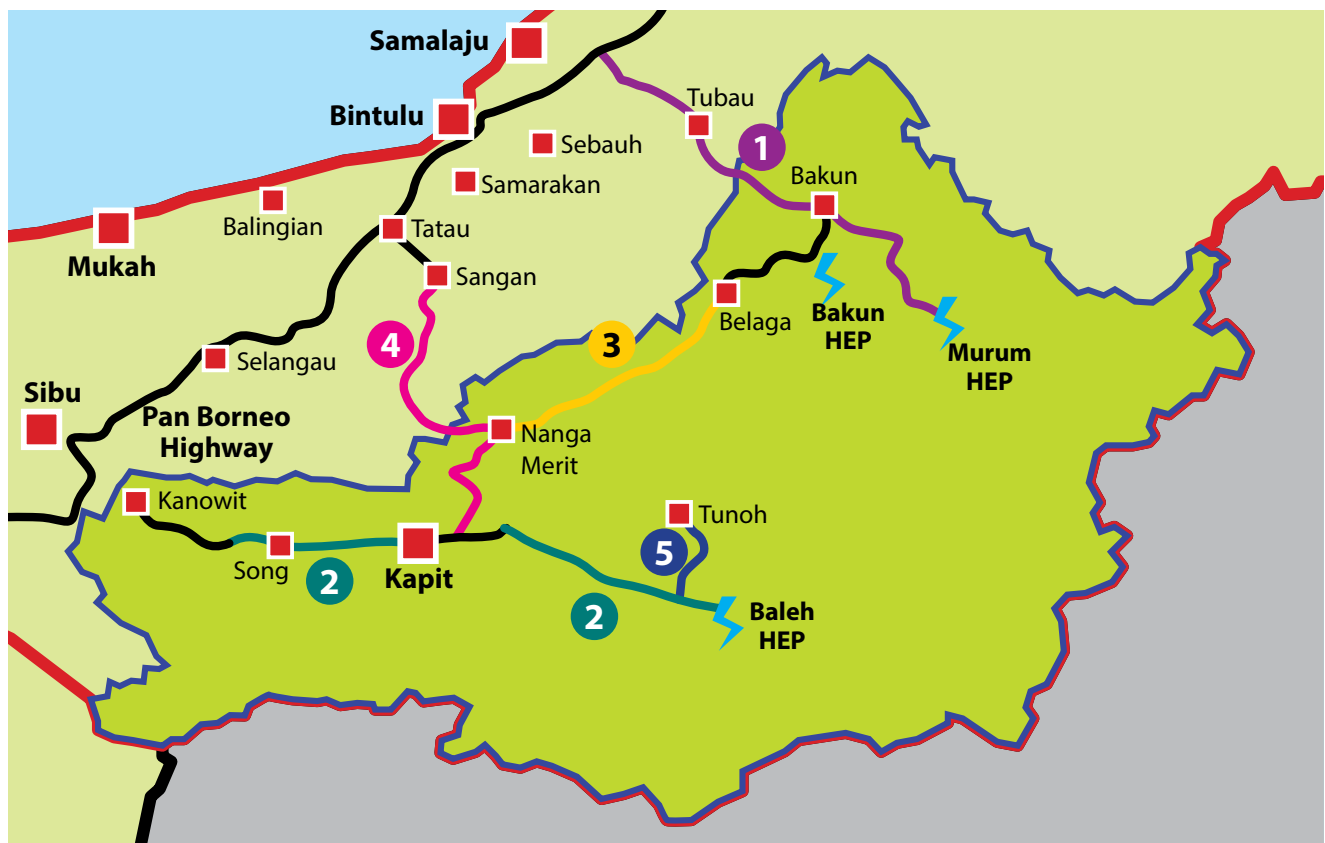 Samalaju
Bintulu
Tubau
Sebauh
1
Samarakan
Bakun
Balingian
Tatau
Mukah
Sangan
Belaga
Bakun
HEP
4
3
Murum
HEP
Selangau
Sibu
Pan Borneo
Highway
Nanga
Merit
Kanowit
Tunoh
5
Song
2
Kapit
2
Baleh
HEP